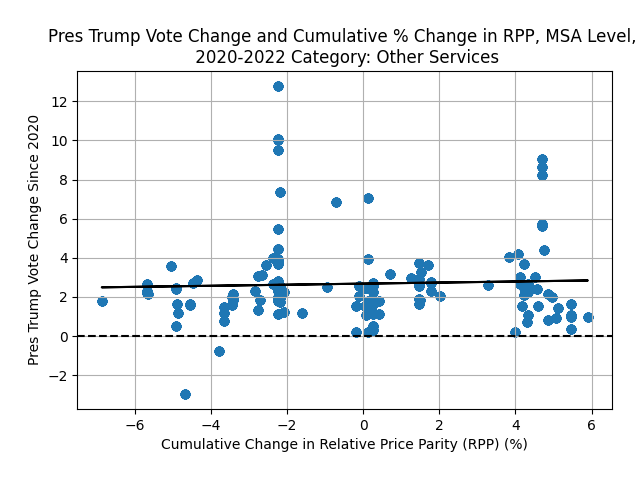 Pres Trump Vote Change and Cumulative % Change in RPP, MSA Level,
2020-2022 Category: Other Services
12
10
8
6
4
2
0
−2
Pres Trump Vote Change Since 2020
−6 −4 −2 0 2 4 6
Cumulative Change in Relative Price Parity (RPP) (%)